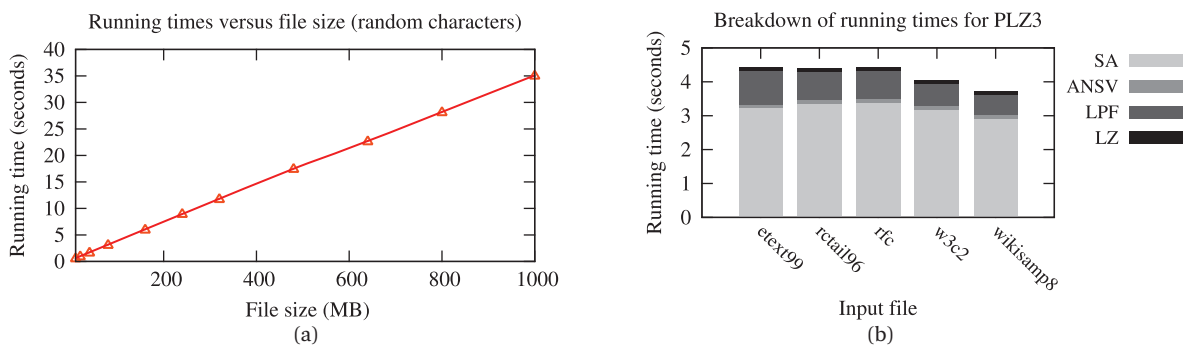 Running times versus file size (random characters)
40
35
30
25
20
15
10
5
0
Running time (seconds)
200
400
600
800
1000
File size (MB)
(a)
Breakdown of running times for PLZ3
5
4
3
2
1
0
Running time (seconds)
etext99
rctail96
rfc
w3c2
wikisamp8
Input file
SA
ANSV
LPF
LZ
(b)